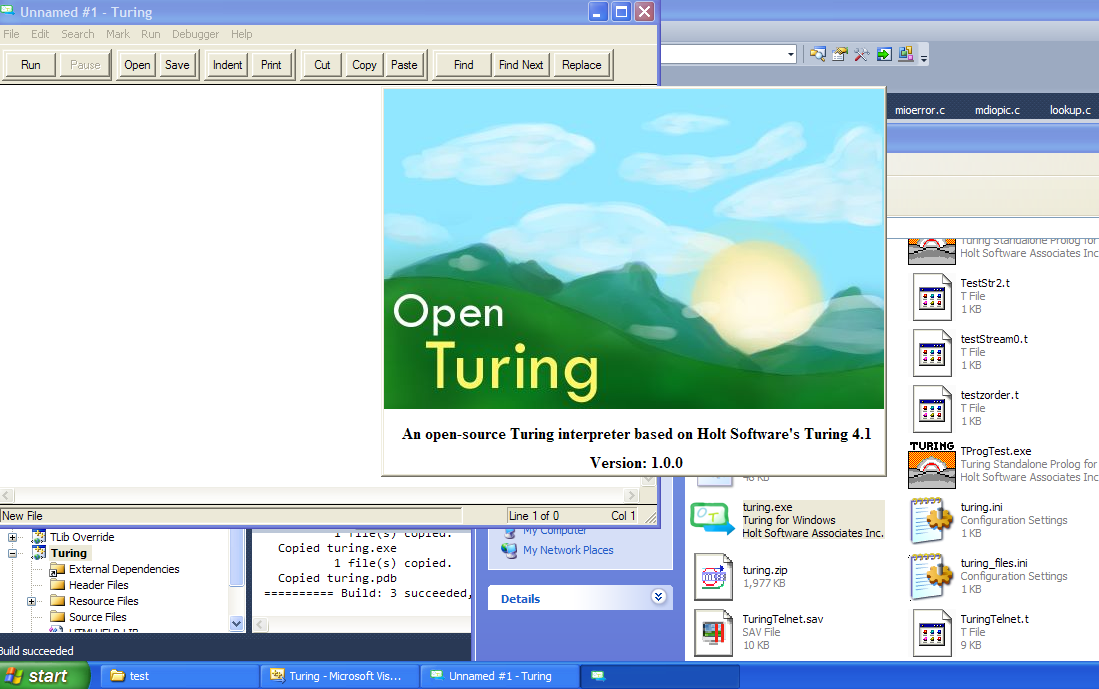 Unnamed #1 - Turing
File Edit Search Mark Run Debugger Help
Run Pause Open Save Indent Print Cut Copy Paste Find Find Next Replace
mioerror.c mdiopic.c lookup.c
Open
Turing
An open-source Turing interpreter based on Holt Software's Turing 4.1
Version: 1.0.0
Turing Standalone Prolog for
Holt Software Associates Inc
TestStr2.t
T File
1 KB
testStream0.t
T File
1 KB
testzorder.t
T File
1 KB
TURING
TProgTest.exe
Turing Standalone Prolog for
Holt Software Associates Inc
46 KB
turing.exe
Turing for Windows
Holt Software Associates Inc.
turing.ini
Configuration Settings
turing.zip
1,977 KB
turing_files.ini
Configuration Settings
1 KB
TuringTelnet.sav
SAV File
10 KB
TuringTelnet.t
T File
9 KB
New File Line 1 of 0 Col 1
TLib Override
Turing
External Dependencies
Header Files
Resource Files
Source Files
HTMLHELP.LIB
1 file(s) copied.
Copied turing.exe
1 file(s) copied.
Copied turing.pdb
========== Build: 3 succeeded,
My Computer
My Network Places
Details
Build succeeded
start test Turing - Microsoft Vis... Unnamed #1 - Turing